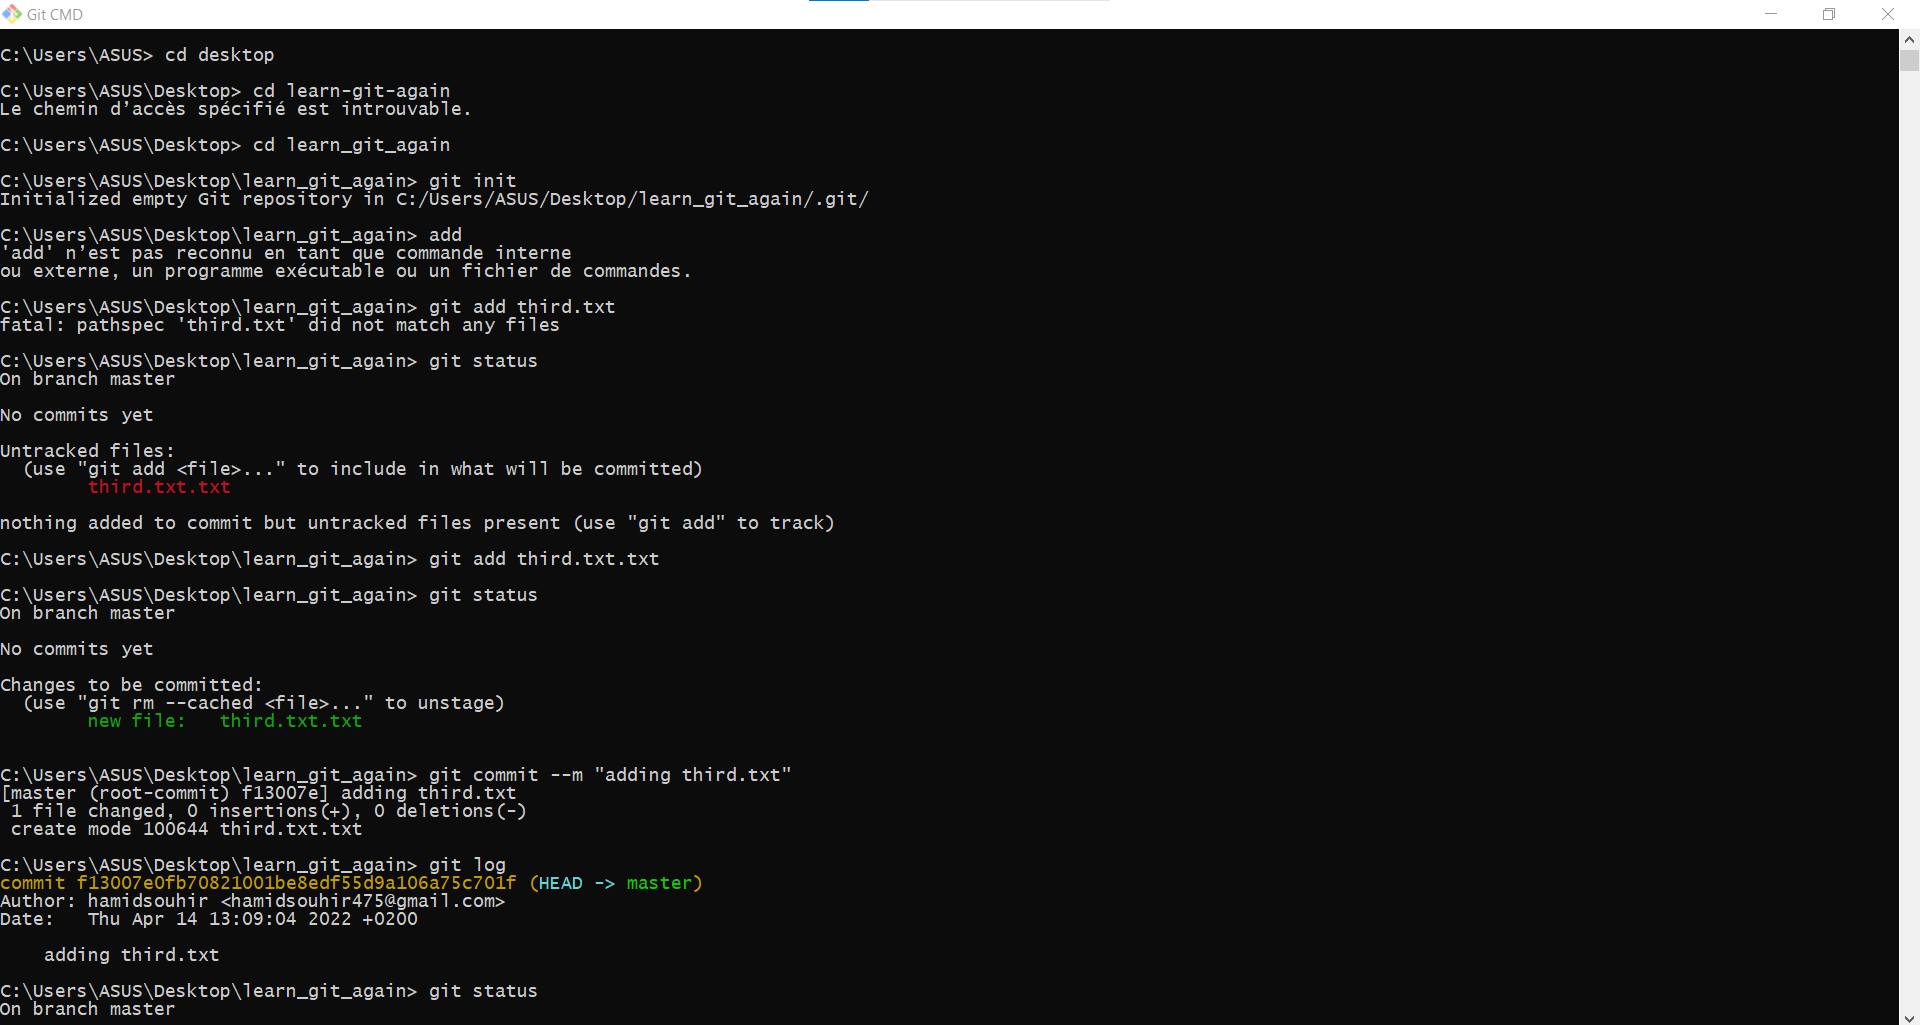 Git CMD
C:\Users\ASUS> cd desktop
C:\Users\ASUS\Desktop> cd learn-git-again
Le chemin d’accès spécifié est introuvable.
C:\Users\ASUS\Desktop> cd learn_git_again
C:\Users\ASUS\Desktop\learn_git_again> git init
Initialized empty Git repository in C:/Users/ASUS/Desktop/learn_git_again/.git/
C:\Users\ASUS\Desktop\learn_git_again> add
'add' n’est pas reconnu en tant que commande interne
ou externe, un programme exécutable ou un fichier de commandes.
C:\Users\ASUS\Desktop\learn_git_again> git add third.txt
fatal: pathspec 'third.txt' did not match any files
C:\Users\ASUS\Desktop\learn_git_again> git status
On branch master
No commits yet
Untracked files:
  (use "git add <file>..." to include in what will be committed)
        third.txt.txt
nothing added to commit but untracked files present (use "git add" to track)
C:\Users\ASUS\Desktop\learn_git_again> git add third.txt.txt
C:\Users\ASUS\Desktop\learn_git_again> git status
On branch master
No commits yet
Changes to be committed:
  (use "git rm --cached <file>..." to unstage)
        new file:   third.txt.txt
C:\Users\ASUS\Desktop\learn_git_again> git commit --m "adding third.txt"
[master (root-commit) f13007e] adding third.txt
 1 file changed, 0 insertions(+), 0 deletions(-)
 create mode 100644 third.txt.txt
C:\Users\ASUS\Desktop\learn_git_again> git log
commit f13007e0fb70821001be8edf55d9a106a75c701f (HEAD -> master)
Author: hamidsouhir <hamidsouhir475@gmail.com>
Date:   Thu Apr 14 13:09:04 2022 +0200
    adding third.txt
C:\Users\ASUS\Desktop\learn_git_again> git status
On branch master